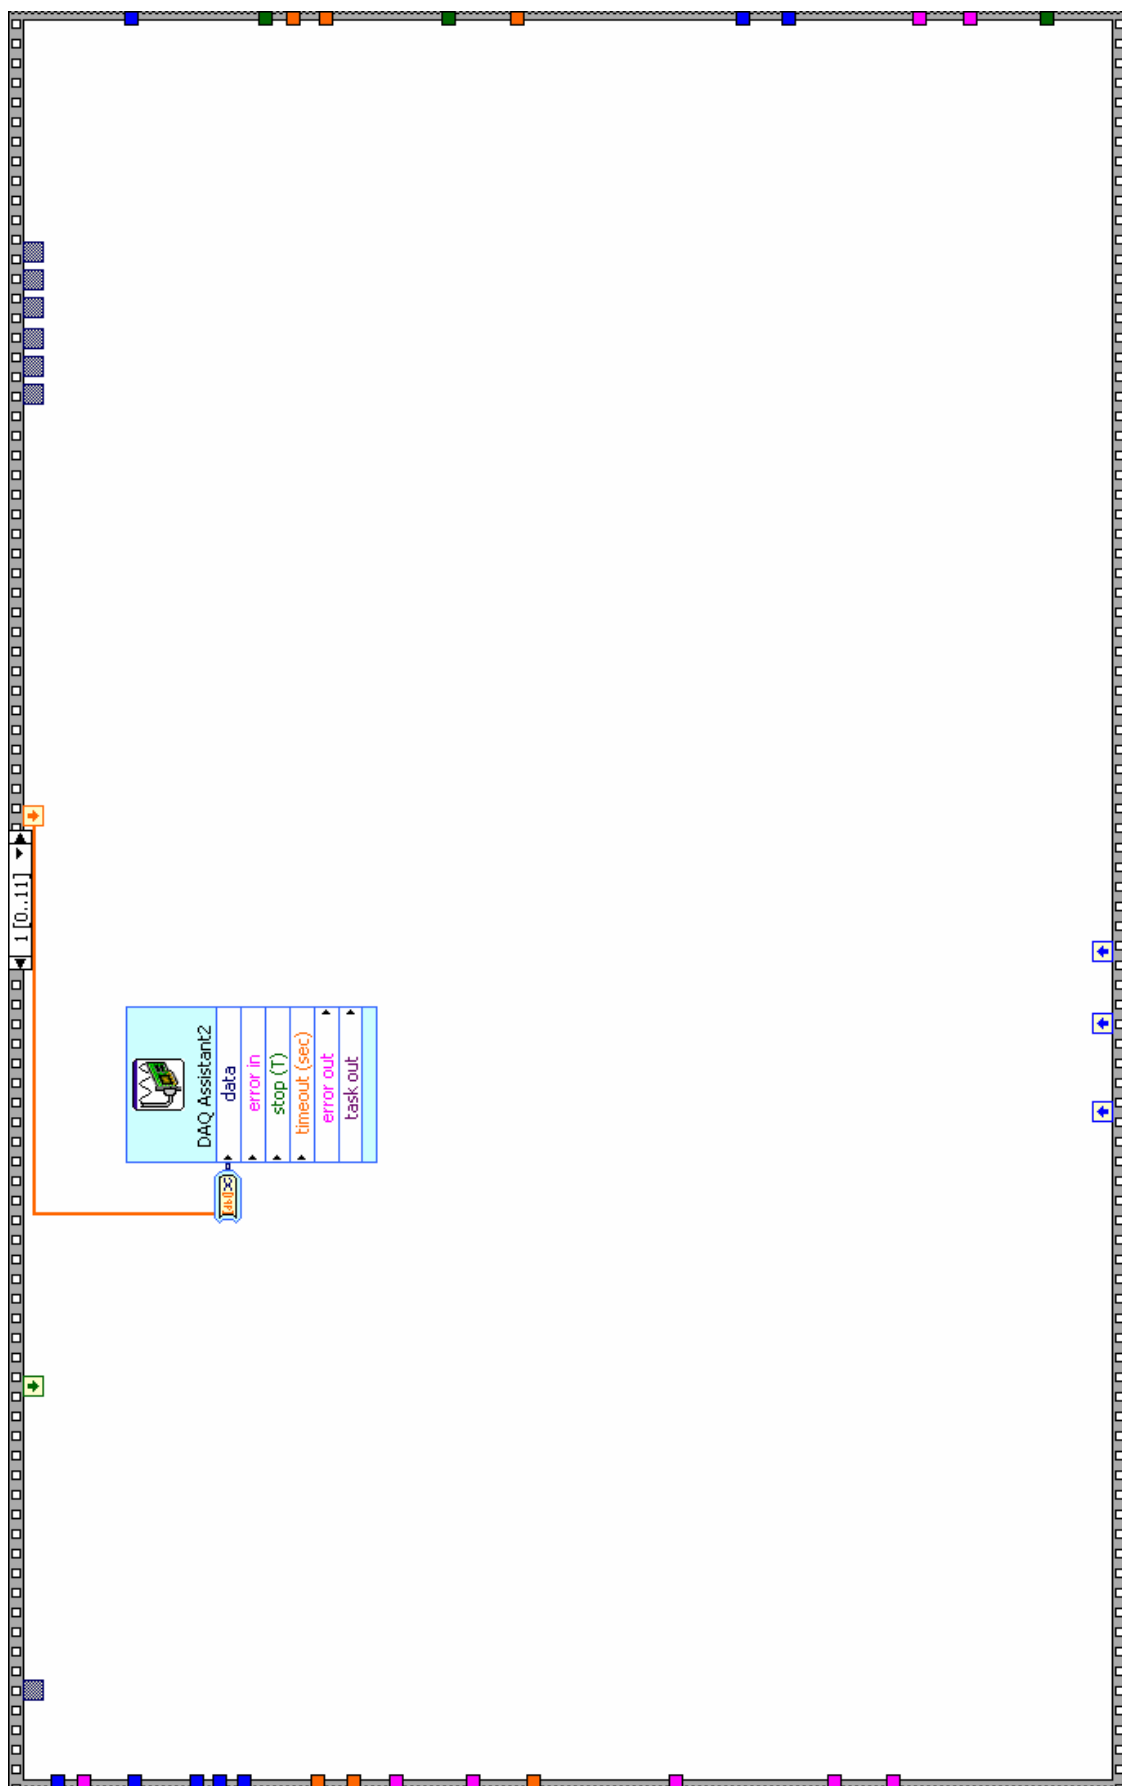 1 [0..11]
DAQ Assistant2
data
error in
stop (T)
timeout (sec)
error out
task out